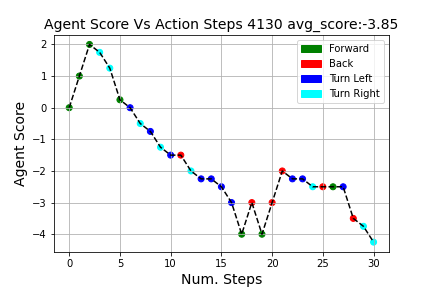 Agent Score Vs Action Steps 4130 avg_score:-3.85
2
1
0
−1
−2
−3
−4
Agent Score
Forward
Back
Turn Left
Turn Right
0 5 10 15 20 25 30
Num. Steps